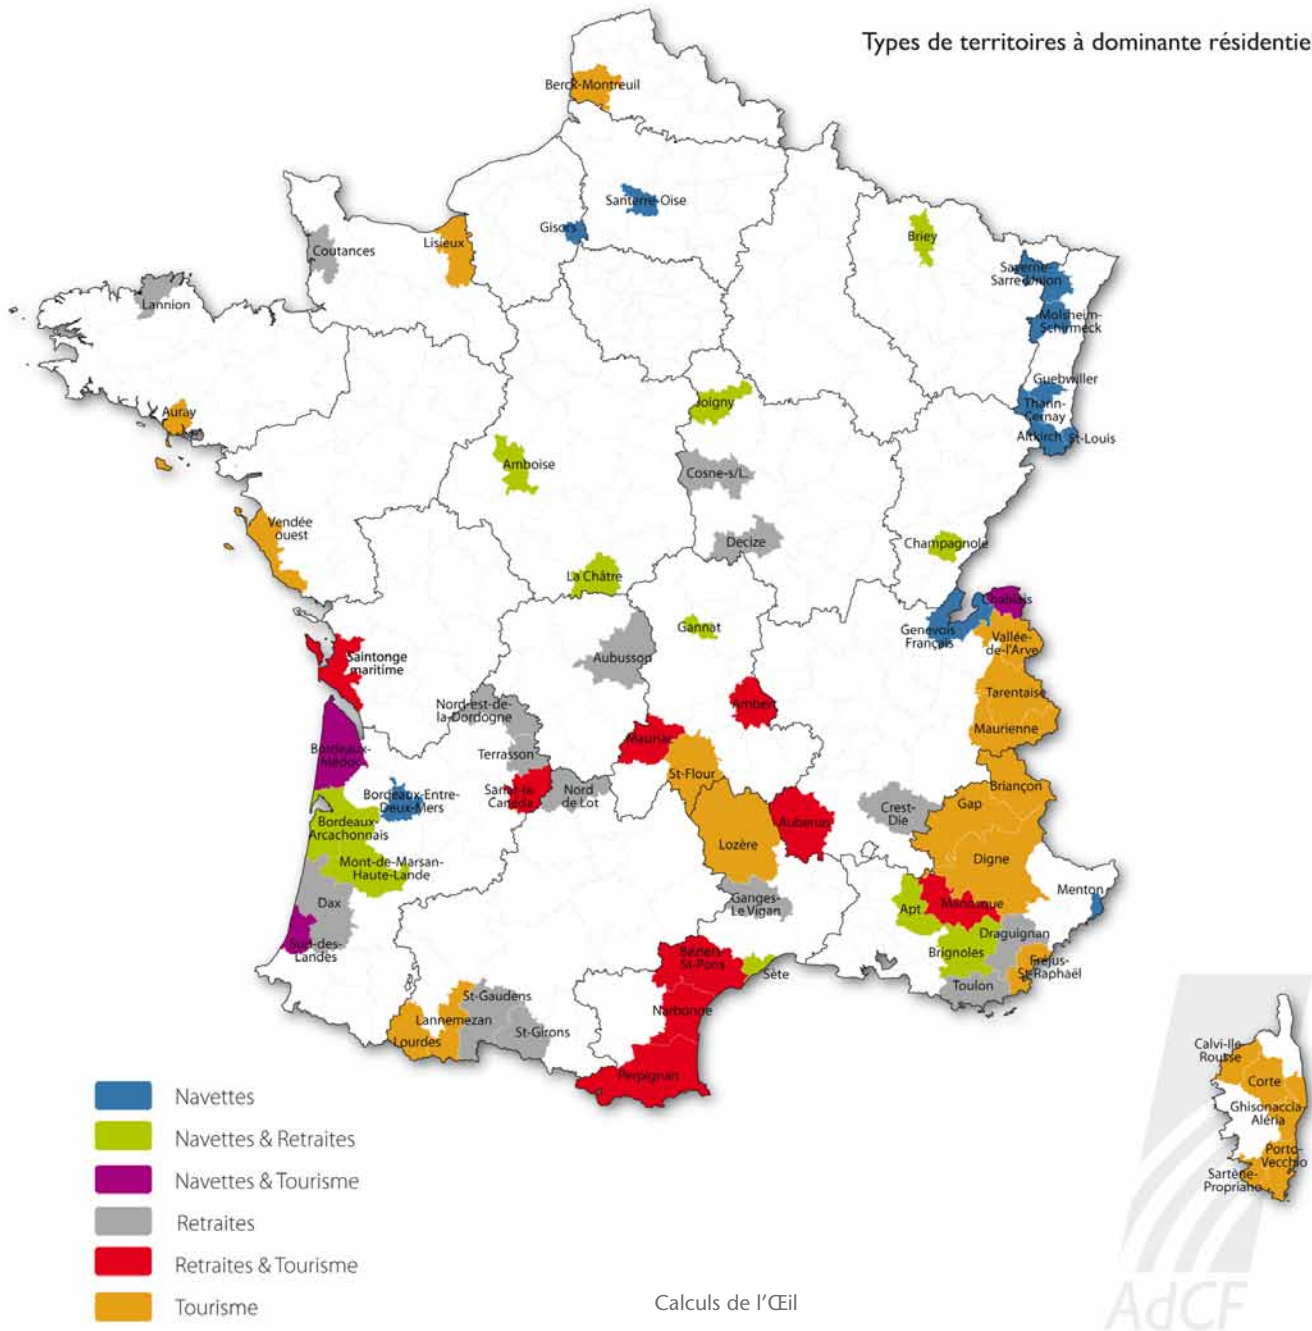 Types de territoires à dominante résidentie
Berck-Montreuil
Santerre-Oise
Gisors
Briey
Lisieux
Coutances
Saverne-
Sarre-Union
Lannion
Molsheim-
Schirmeck
Guebwiller
Joigny
Thann-
Cernay
Auray
Altkirch
St-Louis
Amboise
Cosne-s/L.
Vendée
ouest
Decize
Champagnole
La Châtre
Chablais
Gannat
Genevois
Français
Vallée-
de-l'Arve
Aubusson
Saintonge
maritime
Tarentaise
Ambert
Nord-est-de-
la-Dordogne
Maurienne
Mauriac
Bordeaux-
Médoc
Terrasson
St-Flour
Briançon
Sarlat-la-
Canéda
Nord
de Lot
Bordeaux-Entre-
Deux-Mers
Gap
Crest-
Die
Bordeaux-
Arcachonnais
Aubenas
Lozère
Digne
Mont-de-Marsan-
Haute-Lande
Menton
Dax
Ganges-
Le Vigan
Apt
Manosque
Draguignan
Sud-des-
Landes
Brignoles
Béziers-
St-Pons
Fréjus-
St-Raphaël
Sète
Toulon
St-Gaudens
Narbonne
Lannemezan
St-Girons
Lourdes
Perpignan
Calvi-Ile-
Rousse
Corte
Ghisonaccia-
Aléria
Porto-
Vecchio
Sartène-
Propriano
Navettes
Navettes & Retraites
Navettes & Tourisme
Retraites
Retraites & Tourisme
Tourisme
Calculs de l'Œil
AdCF